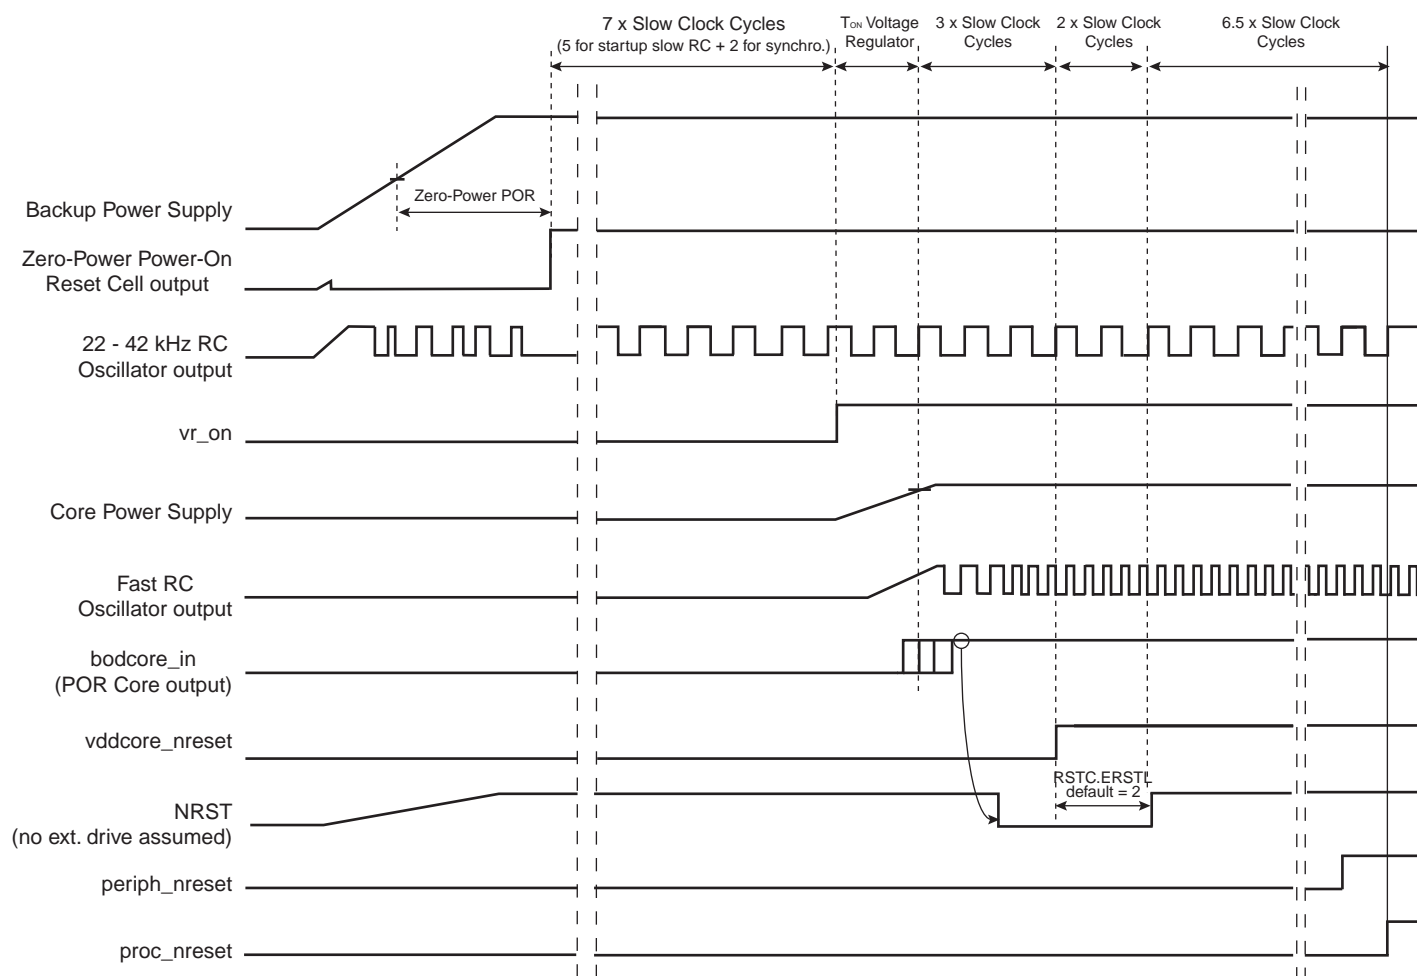 7 x Slow Clock Cycles
(5 for startup slow RC + 2 for synchro.)
TON Voltage
Regulator
3 x Slow Clock
Cycles
2 x Slow Clock
Cycles
6.5 x Slow Clock
Cycles
Zero-Power POR
Backup Power Supply
Zero-Power Power-On
Reset Cell output
22 - 42 kHz RC
Oscillator output
vr_on
Core Power Supply
Fast RC
Oscillator output
bodcore_in
(POR Core output)
vddcore_nreset
RSTC.ERSTL
default = 2
NRST
(no ext. drive assumed)
periph_nreset
proc_nreset